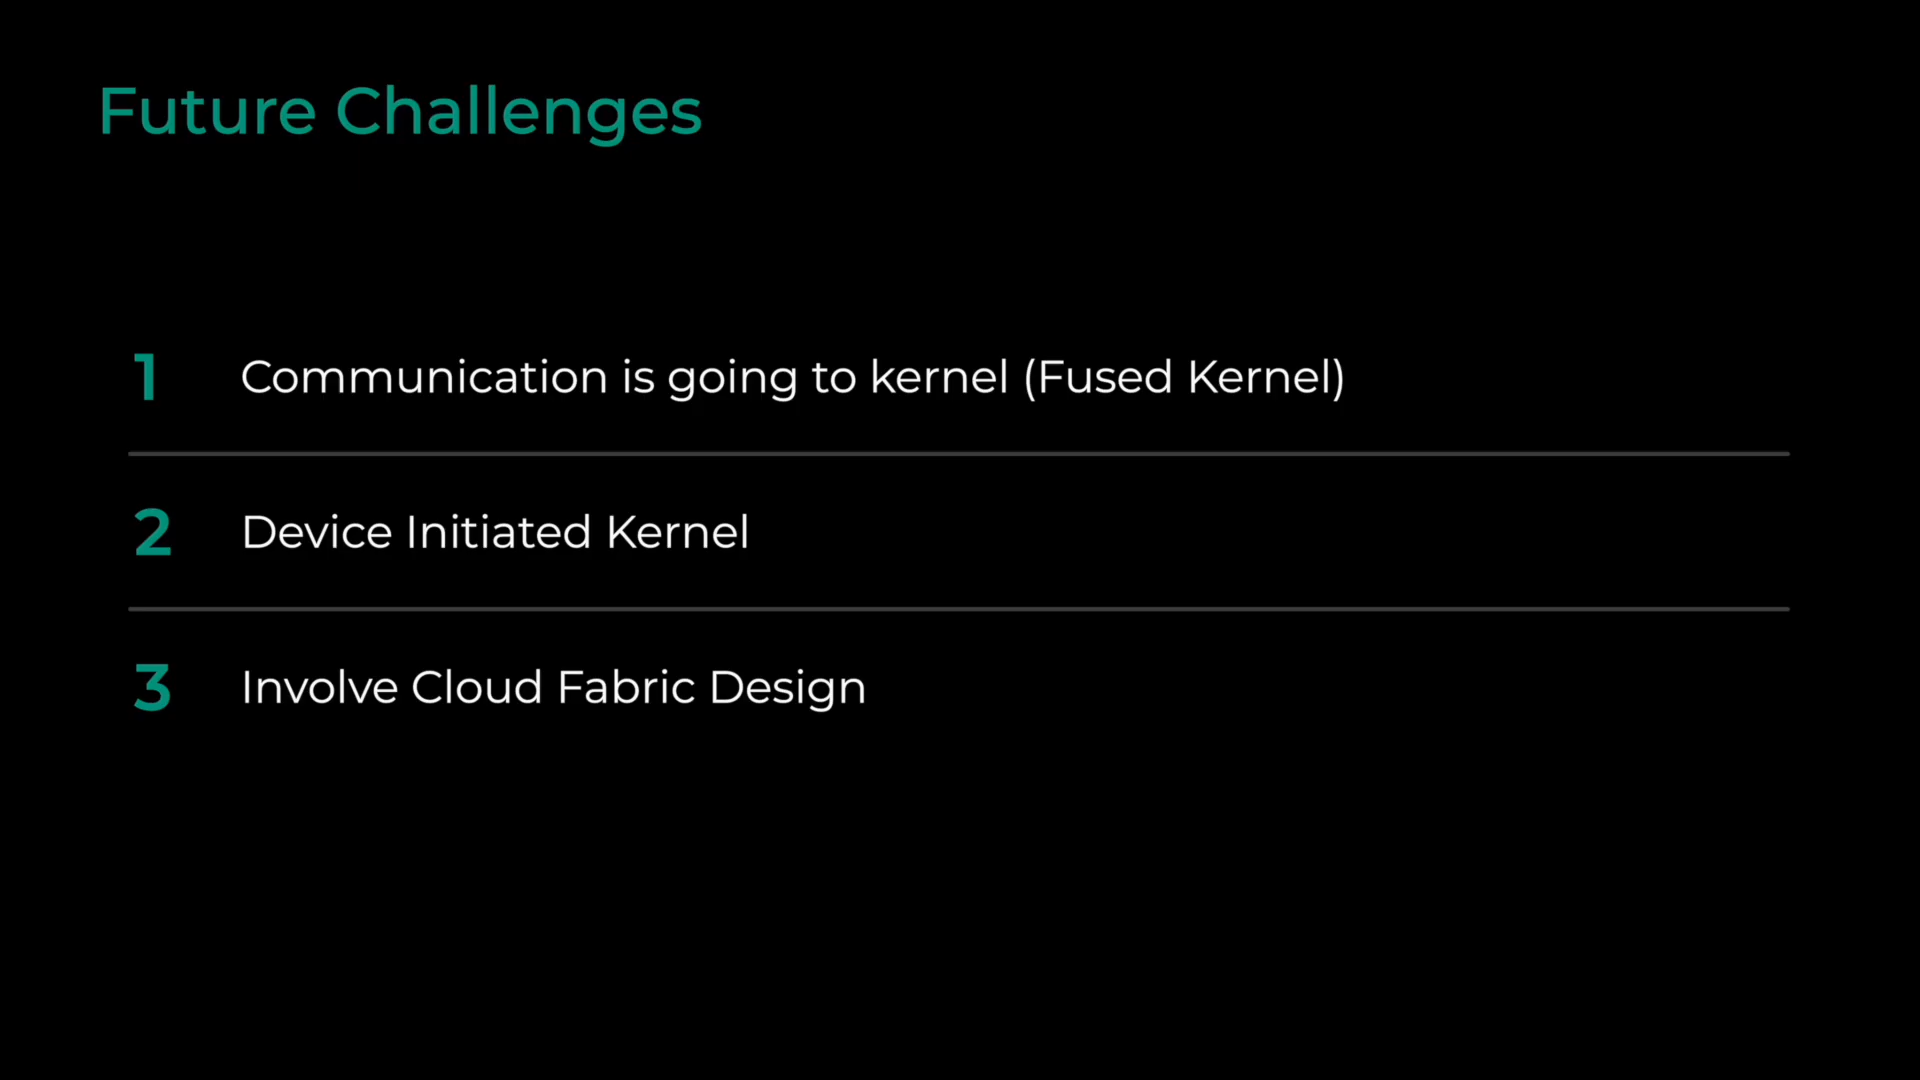 Future Challenges
1 Communication is going to kernel (Fused Kernel)
2 Device Initiated Kernel
3 Involve Cloud Fabric Design